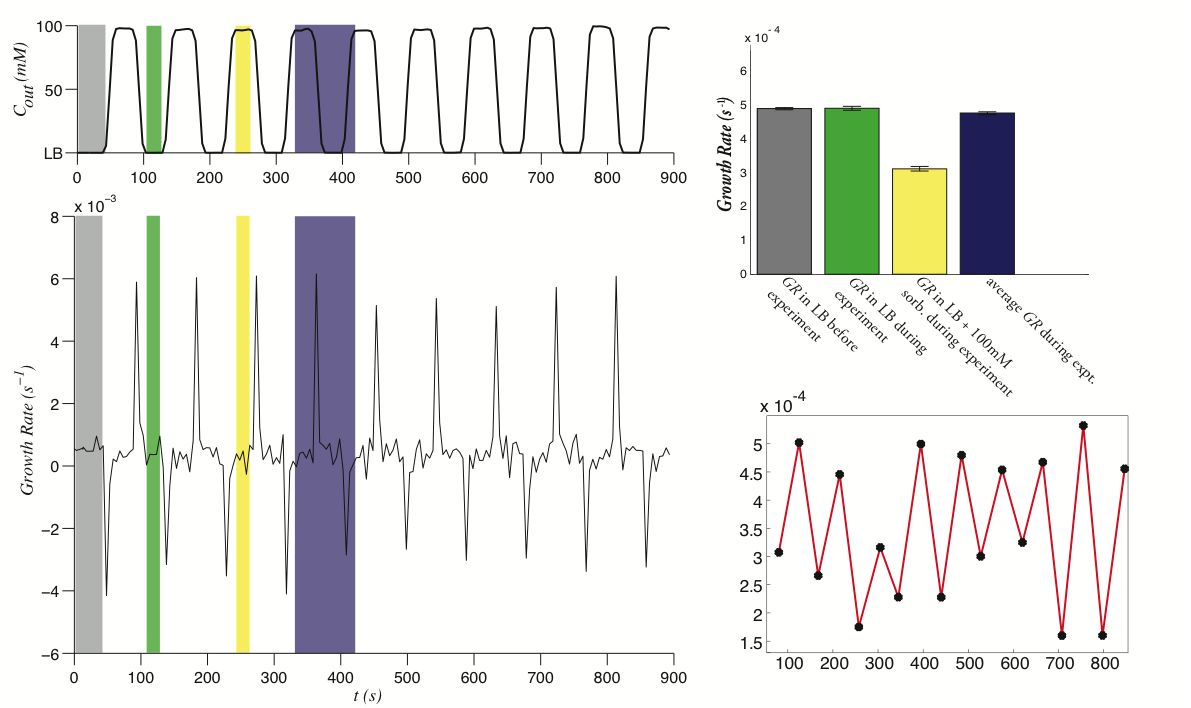 100
50
LB
C_out (mM)
0 100 200 300 400 500 600 700 800 900
x 10⁻³
8
6
4
2
0
−2
−4
−6
Growth Rate (s⁻¹)
0 100 200 300 400 500 600 700 800 900
t (s)
x 10⁻⁴
6
5
4
3
2
1
0
Growth Rate (s⁻¹)
GR in LB before
experiment
GR in LB during
experiment
GR in LB + 100mM
sorb. during experiment
average GR during expt.
x 10⁻⁴
5
4.5
4
3.5
3
2.5
2
1.5
100 200 300 400 500 600 700 800